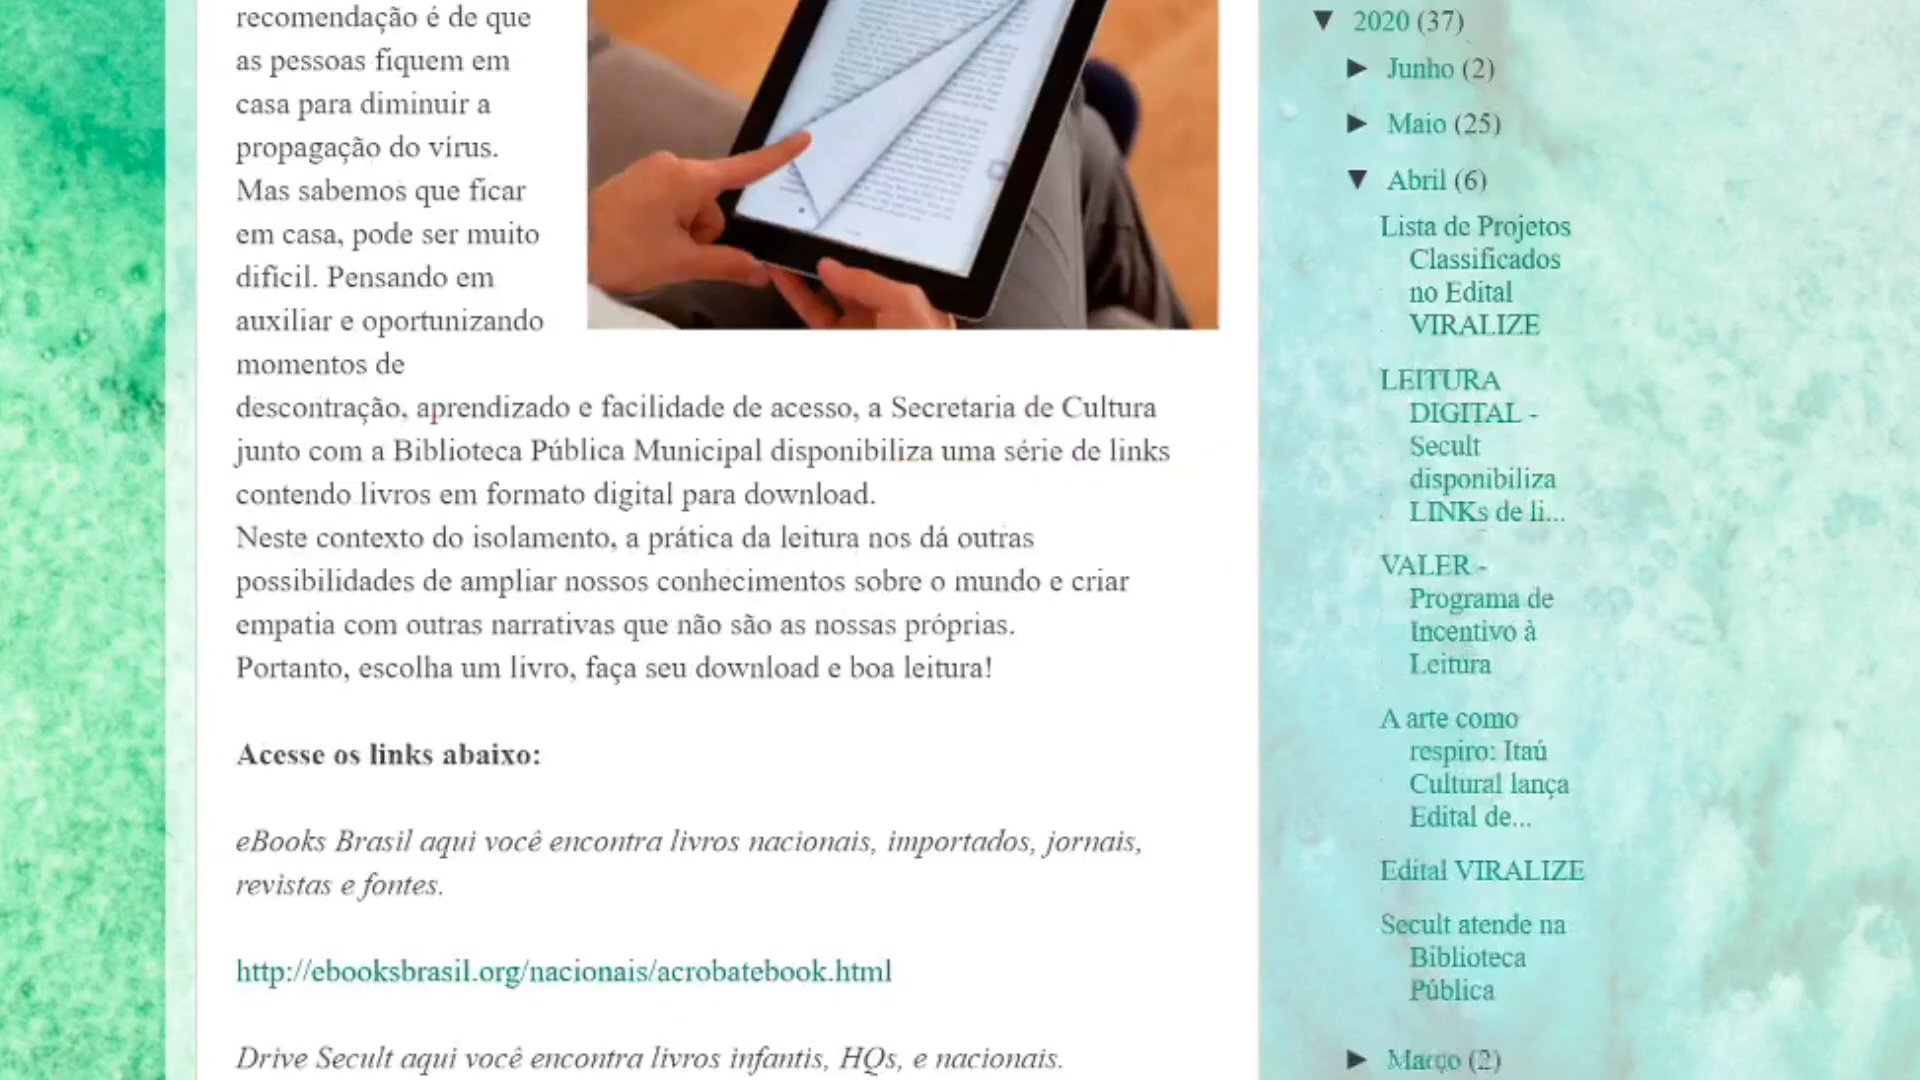 recomendação é de que
as pessoas fiquem em
casa para diminuir a
propagação do vírus.
Mas sabemos que ficar
em casa, pode ser muito
difícil. Pensando em
auxiliar e oportunizando
momentos de
descontração, aprendizado e facilidade de acesso, a Secretaria de Cultura
junto com a Biblioteca Pública Municipal disponibiliza uma série de links
contendo livros em formato digital para download.
Neste contexto do isolamento, a prática da leitura nos dá outras
possibilidades de ampliar nossos conhecimentos sobre o mundo e criar
empatia com outras narrativas que não são as nossas próprias.
Portanto, escolha um livro, faça seu download e boa leitura!
Acesse os links abaixo:
eBooks Brasil aqui você encontra livros nacionais, importados, jornais,
revistas e fontes.
http://ebooksbrasil.org/nacionais/acrobatebook.html
Drive Secult aqui você encontra livros infantis, HQs, e nacionais.
▼ 2020 (37)
► Junho (2)
► Maio (25)
▼ Abril (6)
Lista de Projetos
Classificados
no Edital
VIRALIZE
LEITURA
DIGITAL -
Secult
disponibiliza
LINKs de li...
VALER -
Programa de
Incentivo à
Leitura
A arte como
respiro: Itaú
Cultural lança
Edital de...
Edital VIRALIZE
Secult atende na
Biblioteca
Pública
► Março (2)